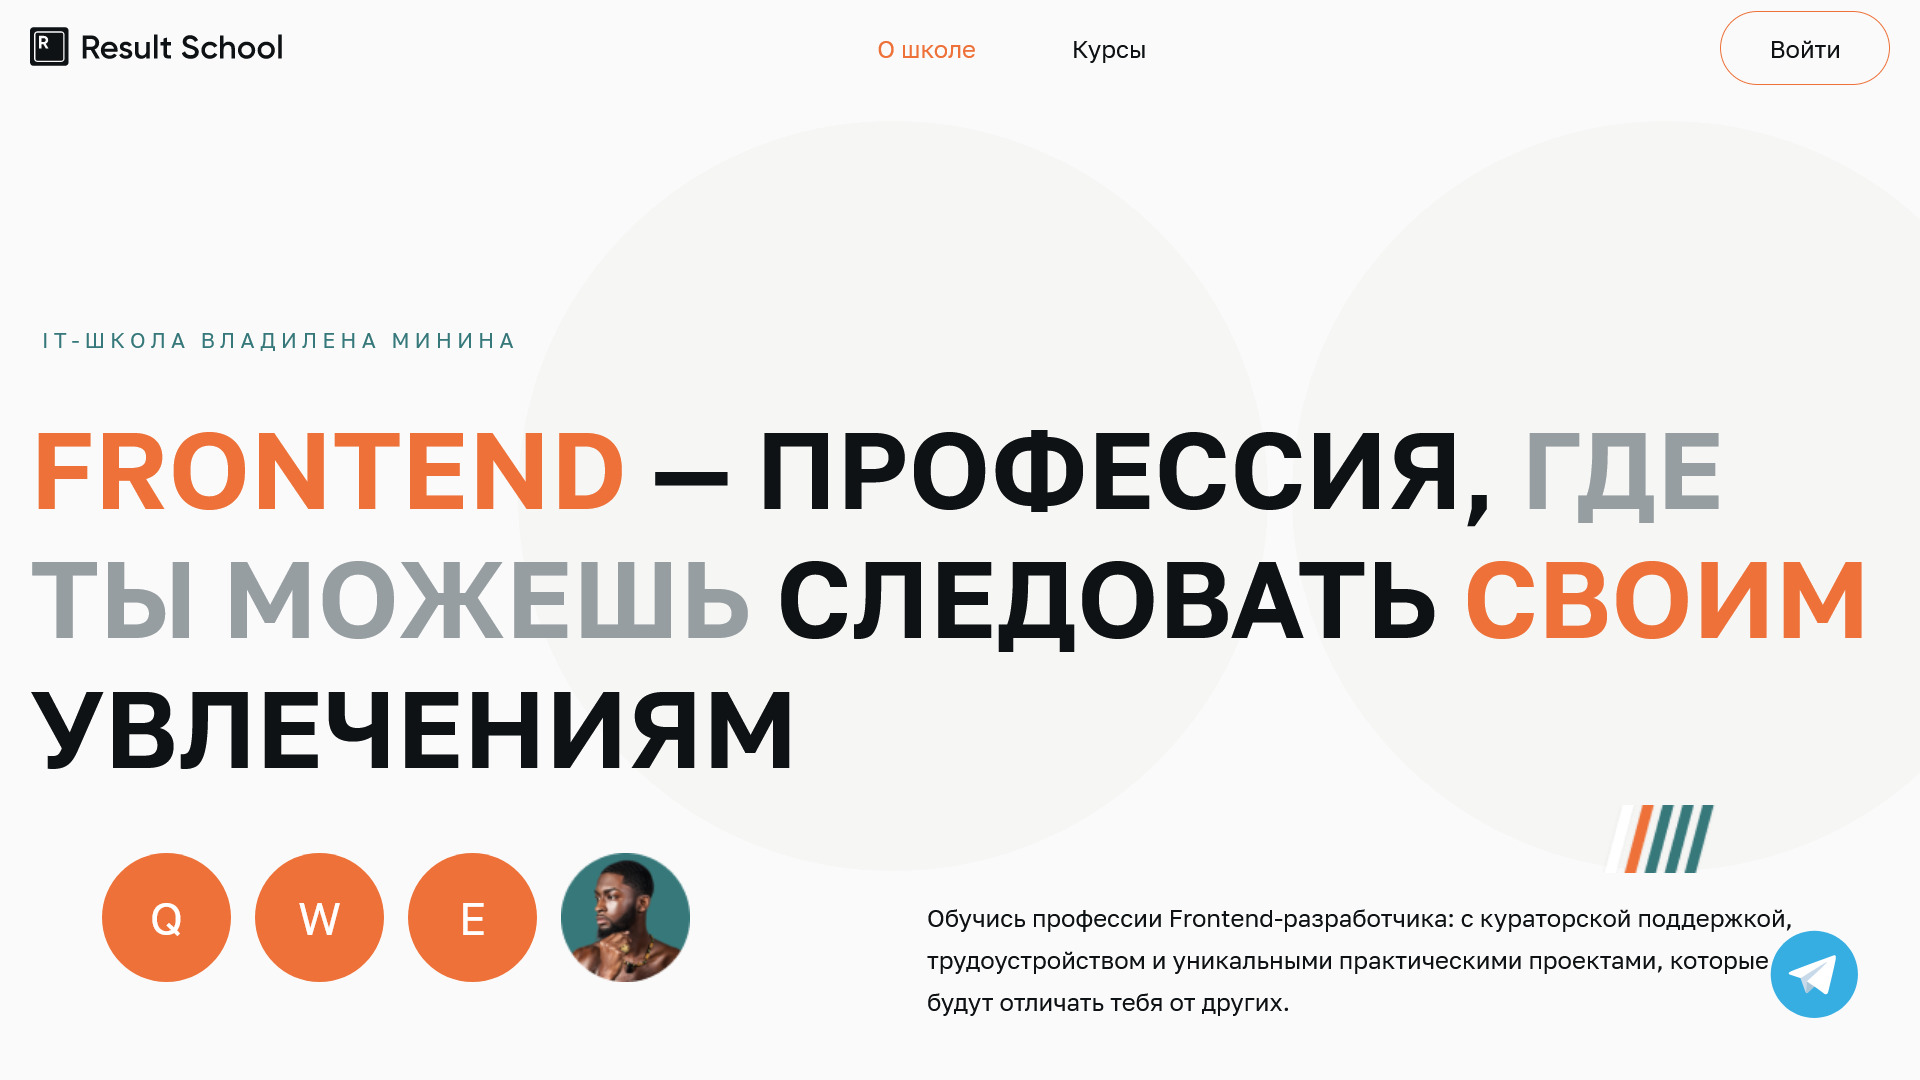 R Result School
О школе
Курсы
Войти
IT-ШКОЛА ВЛАДИЛЕНА МИНИНА
FRONTEND — ПРОФЕССИЯ, ГДЕ
ТЫ МОЖЕШЬ СЛЕДОВАТЬ СВОИМ
УВЛЕЧЕНИЯМ
Q W E
Обучись профессии Frontend-разработчика: с кураторской поддержкой,
трудоустройством и уникальными практическими проектами, которые
будут отличать тебя от других.